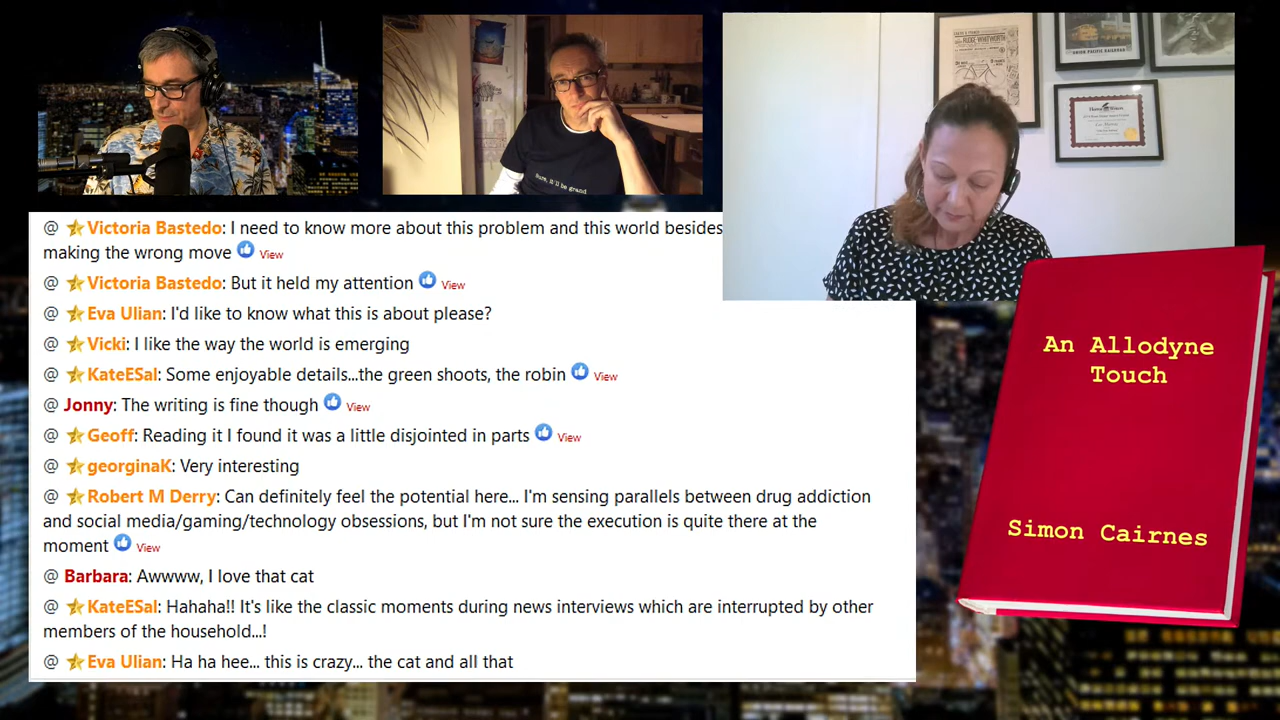 Sure, it'll be grand
@ Victoria Bastedo: I need to know more about this problem and this world besides
making the wrong move View
@ Victoria Bastedo: But it held my attention View
@ Eva Ulian: I'd like to know what this is about please?
@ Vicki: I like the way the world is emerging
@ KateESal: Some enjoyable details...the green shoots, the robin View
@ Jonny: The writing is fine though View
@ Geoff: Reading it I found it was a little disjointed in parts View
@ georginaK: Very interesting
@ Robert M Derry: Can definitely feel the potential here... I'm sensing parallels between drug addiction
and social media/gaming/technology obsessions, but I'm not sure the execution is quite there at the
moment View
@ Barbara: Awwww, I love that cat
@ KateESal: Hahaha!! It's like the classic moments during news interviews which are interrupted by other
members of the household...!
@ Eva Ulian: Ha ha hee... this is crazy... the cat and all that
An Allodyne
Touch
Simon Cairnes